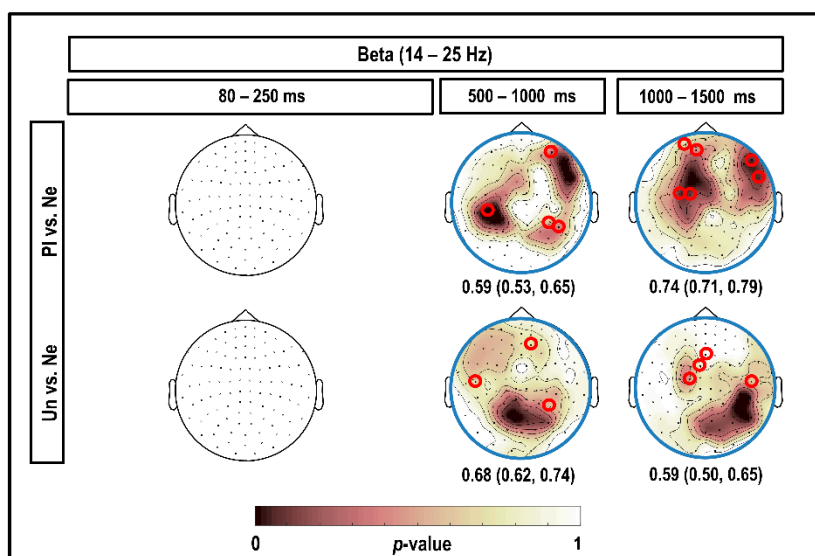 Beta (14 – 25 Hz)
80 – 250 ms
500 – 1000 ms
1000 – 1500 ms
Pl vs. Ne
0.59 (0.53, 0.65)
0.74 (0.71, 0.79)
Un vs. Ne
0.68 (0.62, 0.74)
0.59 (0.50, 0.65)
0
p-value
1